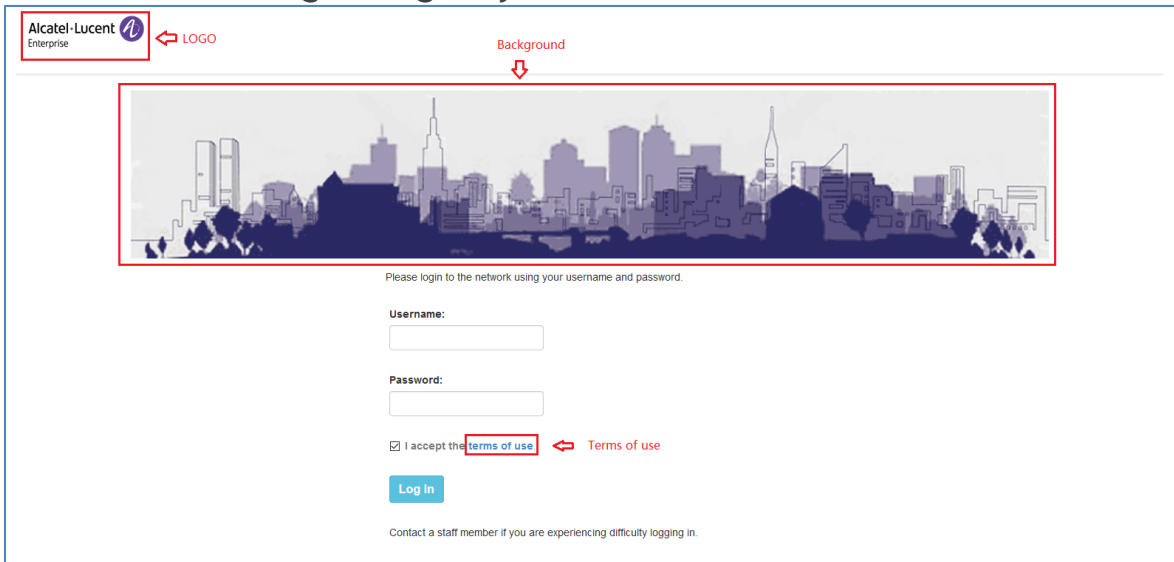 Alcatel·Lucent
Enterprise
LOGO
Background
Please login to the network using your username and password.
Username:
Password:
I accept the terms of use
Terms of use
Log In
Contact a staff member if you are experiencing difficulty logging in.